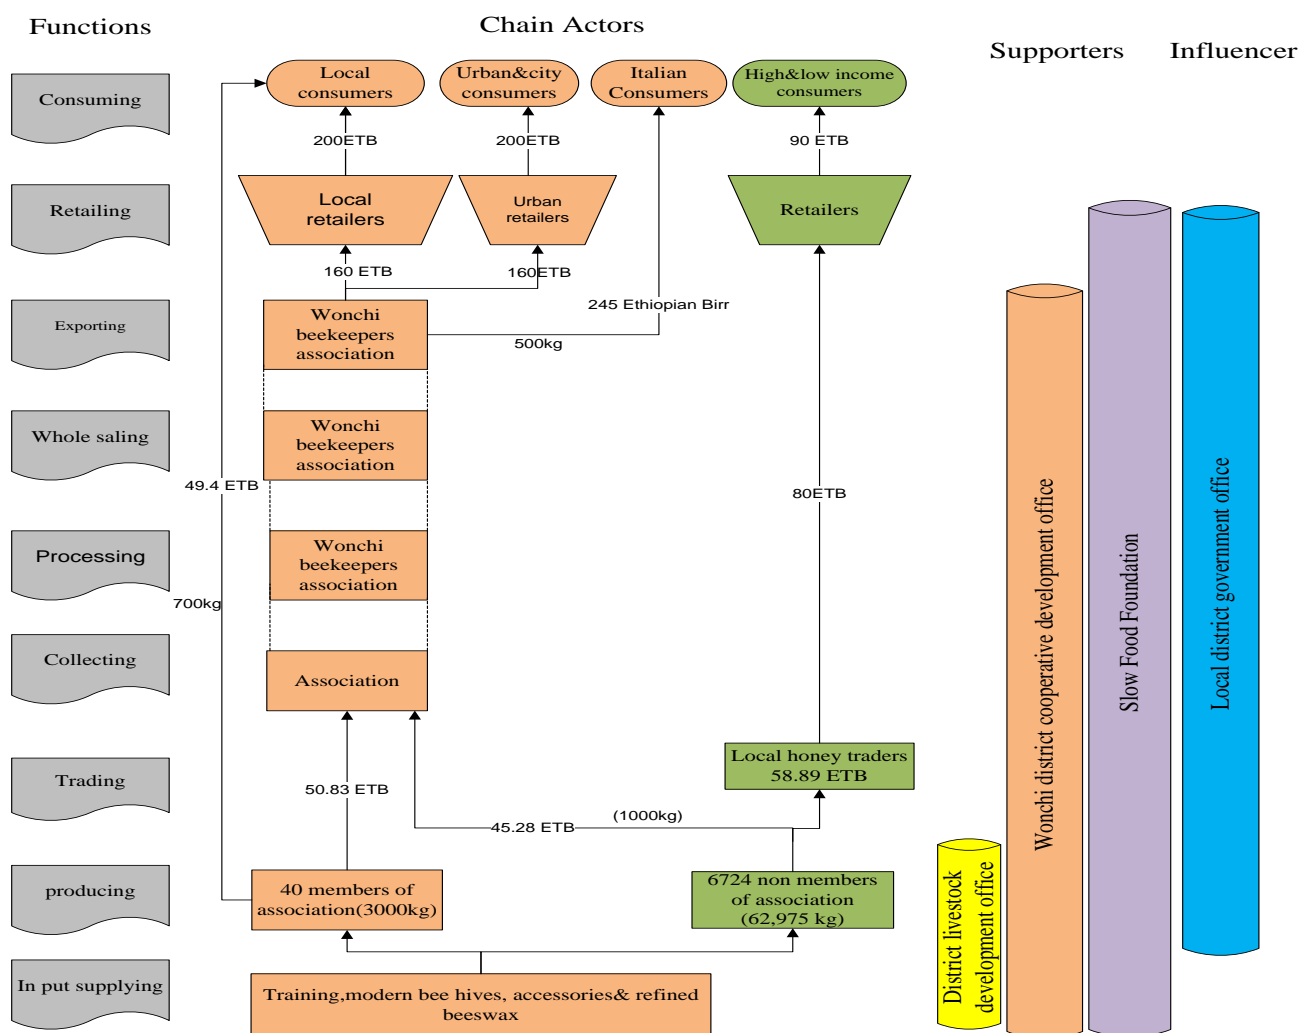 Functions
Chain Actors
Supporters
Influencer
Consuming
Local
consumers
Urban&city
consumers
Italian
Consumers
High&low income
consumers
200ETB
200ETB
90 ETB
Retailing
Local
retailers
Urban
retailers
Retailers
160 ETB
160ETB
245 Ethiopian Birr
Exporting
Wonchi
beekeepers
association
500kg
Whole saling
Wonchi
beekeepers
association
49.4 ETB
80ETB
Processing
Wonchi
beekeepers
association
700kg
Collecting
Association
Trading
Local honey traders
58.89 ETB
50.83 ETB
(1000kg)
45.28 ETB
producing
40 members of
association(3000kg)
6724 non members
of association
(62,975 kg)
In put supplying
Training,modern bee hives, accessories& refined
beeswax
District livestock
development office
Wonchi district cooperative development office
Slow Food Foundation
Local district government office